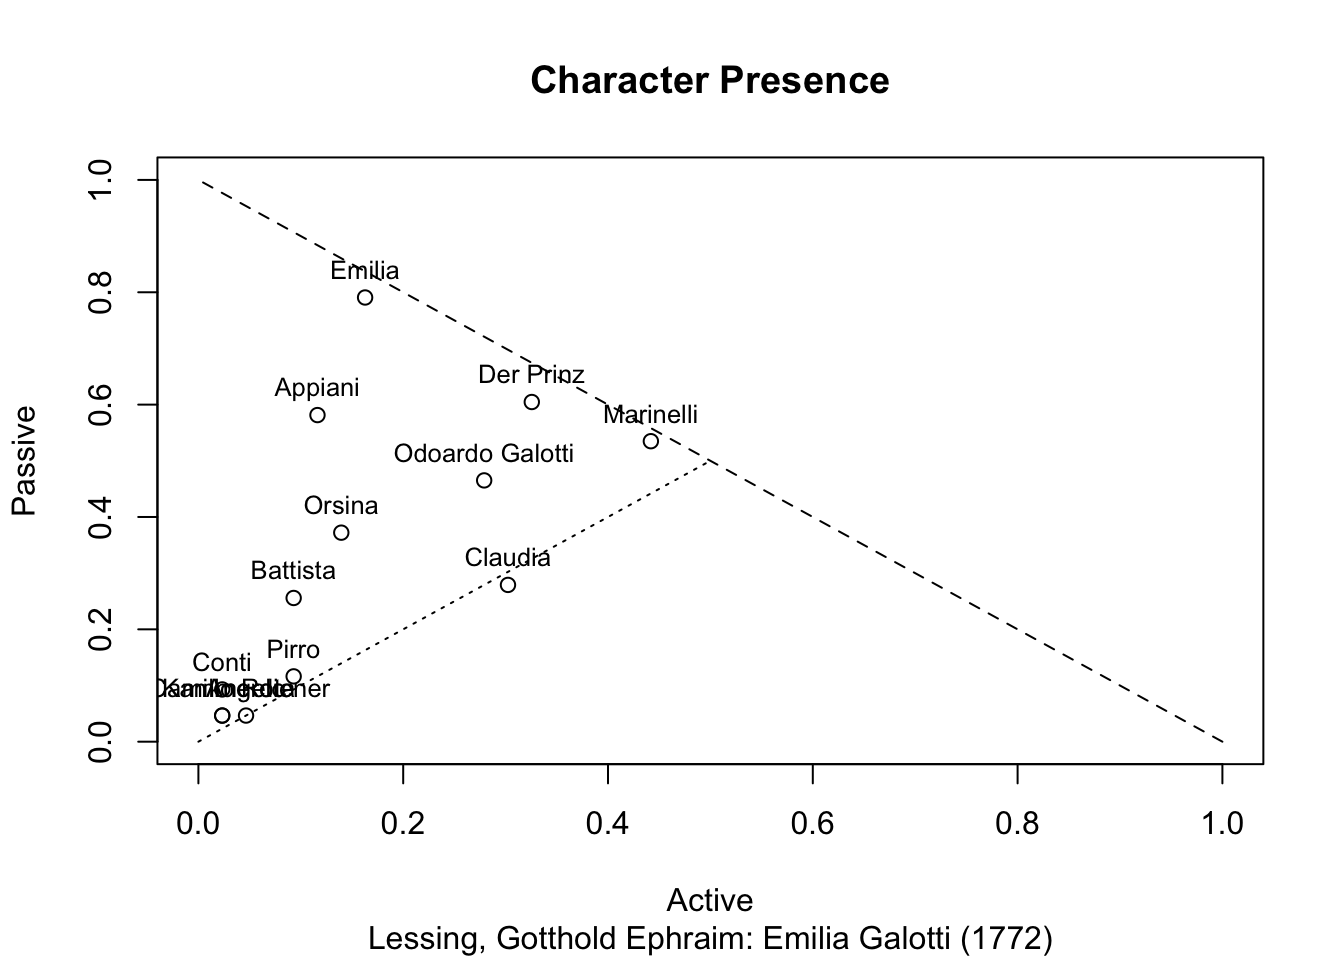 Character Presence
1.0
0.8
0.6
0.4
0.2
0.0
Passive
Emilia
Der Prinz
Appiani
Marinelli
Odoardo Galotti
Orsina
Claudia
Battista
Pirro
Conti
0.0 0.2 0.4 0.6 0.8 1.0
Active
Lessing, Gotthold Ephraim: Emilia Galotti (1772)